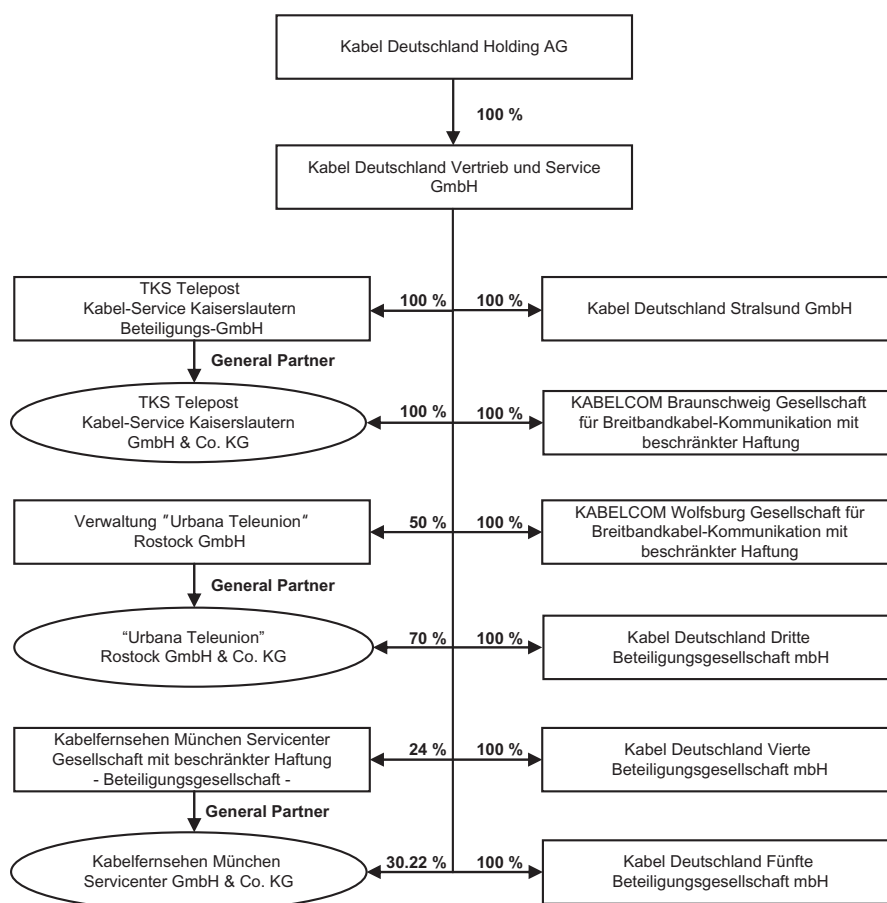 Kabel Deutschland Holding AG
100 %
Kabel Deutschland Vertrieb und Service
GmbH
TKS Telepost
Kabel-Service Kaiserslautern
Beteiligungs-GmbH
100 %
100 %
Kabel Deutschland Stralsund GmbH
General Partner
TKS Telepost
Kabel-Service Kaiserslautern
GmbH & Co. KG
100 %
100 %
KABELCOM Braunschweig Gesellschaft
für Breitbandkabel-Kommunikation mit
beschränkter Haftung
Verwaltung "Urbana Teleunion"
Rostock GmbH
50 %
100 %
KABELCOM Wolfsburg Gesellschaft für
Breitbandkabel-Kommunikation mit
beschränkter Haftung
General Partner
“Urbana Teleunion”
Rostock GmbH & Co. KG
70 %
100 %
Kabel Deutschland Dritte
Beteiligungsgesellschaft mbH
Kabelfernsehen München Servicenter
Gesellschaft mit beschränkter Haftung
- Beteiligungsgesellschaft -
24 %
100 %
Kabel Deutschland Vierte
Beteiligungsgesellschaft mbH
General Partner
Kabelfernsehen München
Servicenter GmbH & Co. KG
30.22 %
100 %
Kabel Deutschland Fünfte
Beteiligungsgesellschaft mbH